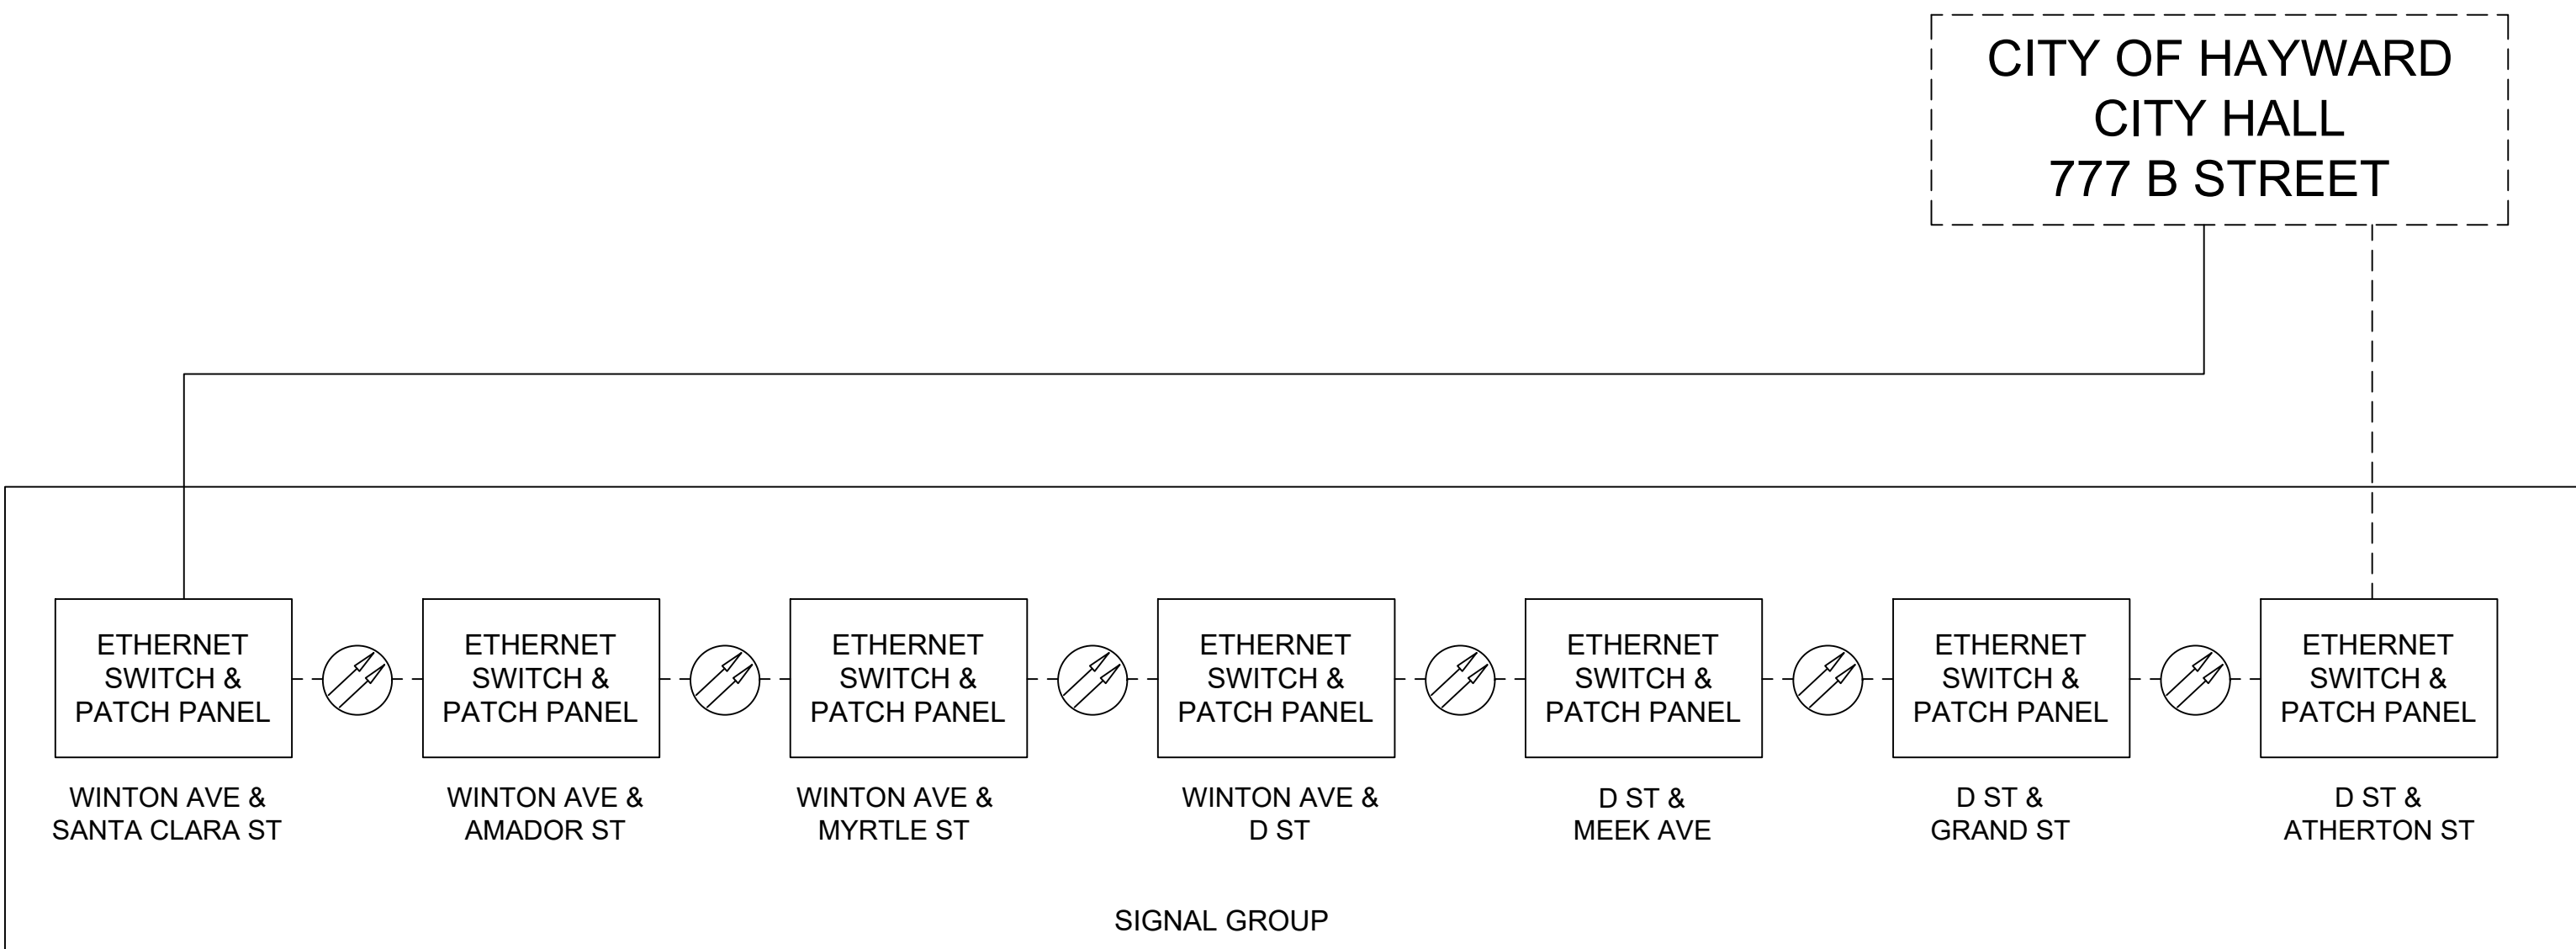 CITY OF HAYWARD
CITY HALL
777 B STREET
ETHERNET
SWITCH &
PATCH PANEL
ETHERNET
SWITCH &
PATCH PANEL
ETHERNET
SWITCH &
PATCH PANEL
ETHERNET
SWITCH &
PATCH PANEL
ETHERNET
SWITCH &
PATCH PANEL
ETHERNET
SWITCH &
PATCH PANEL
ETHERNET
SWITCH &
PATCH PANEL
WINTON AVE &
SANTA CLARA ST
WINTON AVE &
AMADOR ST
WINTON AVE &
MYRTLE ST
WINTON AVE &
D ST
D ST &
MEEK AVE
D ST &
GRAND ST
D ST &
ATHERTON ST
SIGNAL GROUP